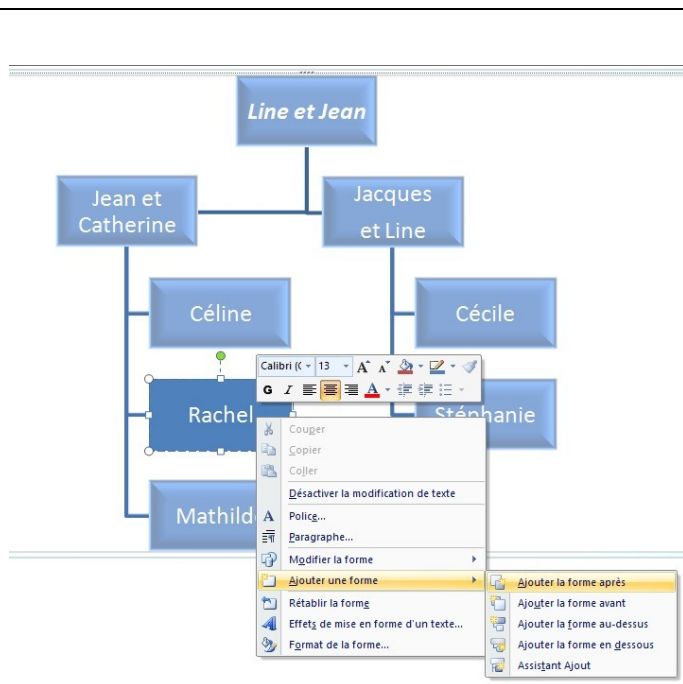 Line et Jean
Jean et
Catherine
Jacques
et Line
Céline
Cécile
Calibri (C
13
A A
G I A
Rachel
Stéphanie
Mathilde
Couper
Copier
Coller
Désactiver la modification de texte
A Police...
Paragraphe...
Modifier la forme
Ajouter une forme
Rétablir la forme
Effets de mise en forme d'un texte...
Format de la forme...
Ajouter la forme après
Ajouter la forme avant
Ajouter la forme au-dessus
Ajouter la forme en dessous
Assistant Ajout